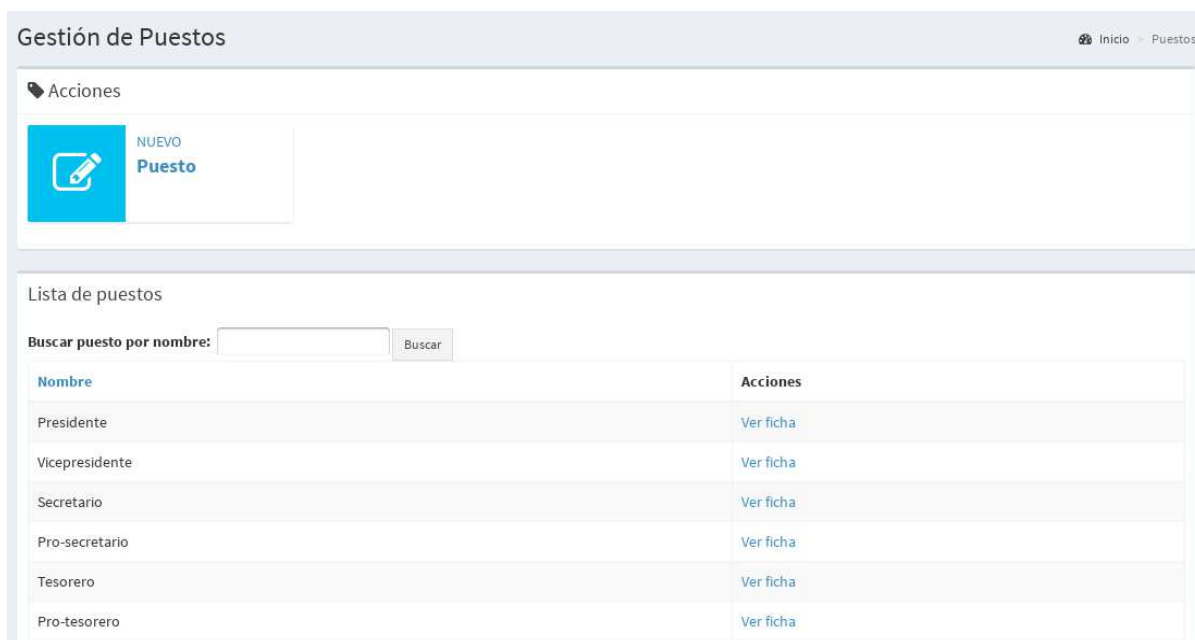 Gestión de Puestos
Inicio > Puestos
Acciones
NUEVO
Puesto
Lista de puestos
Buscar puesto por nombre: Buscar
Nombre Acciones
Presidente Ver ficha
Vicepresidente Ver ficha
Secretario Ver ficha
Pro-secretario Ver ficha
Tesorero Ver ficha
Pro-tesorero Ver ficha